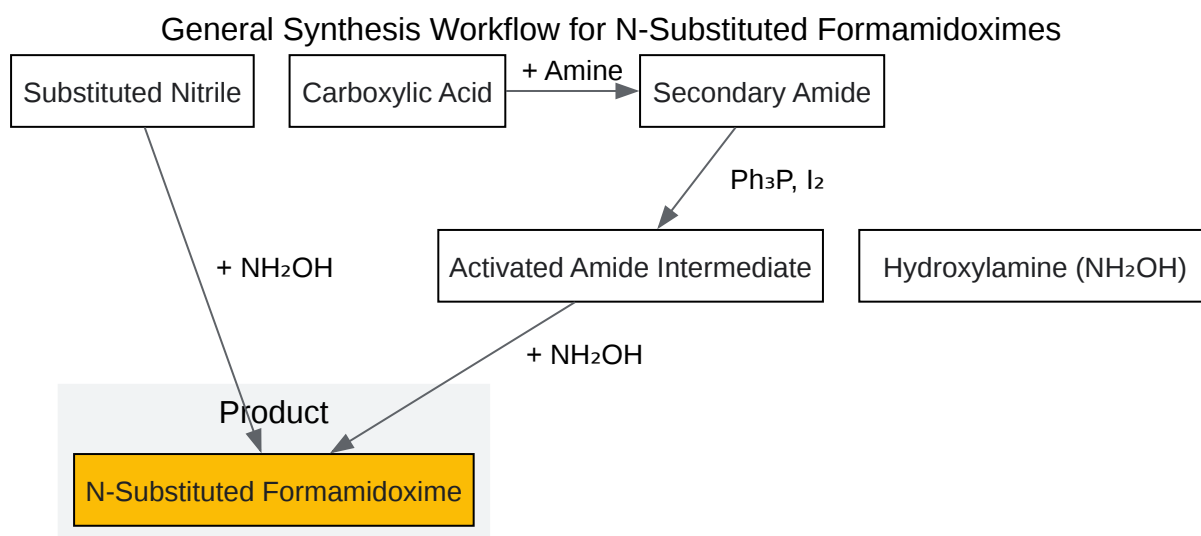 General Synthesis Workflow for N-Substituted Formamidoximes
Substituted Nitrile
Carboxylic Acid
+ Amine
Secondary Amide
Ph₃P, I₂
+ NH₂OH
Activated Amide Intermediate
Hydroxylamine (NH₂OH)
+ NH₂OH
Product
N-Substituted Formamidoxime